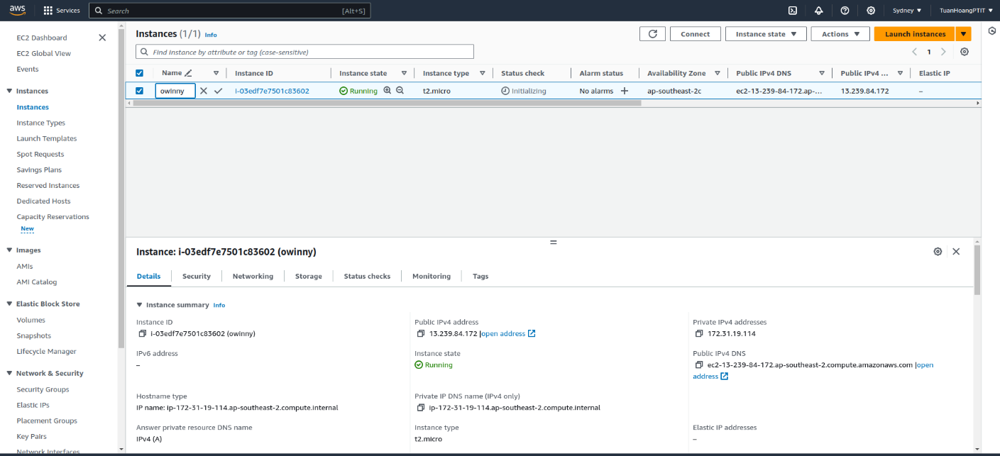 aws Services Search [Alt+S] Sydney TuanHoangPTIT
EC2 Dashboard
EC2 Global View
Events
Instances
Instances
Instance Types
Launch Templates
Spot Requests
Savings Plans
Reserved Instances
Dedicated Hosts
Capacity Reservations
New
Images
AMIs
AMI Catalog
Elastic Block Store
Volumes
Snapshots
Lifecycle Manager
Network & Security
Security Groups
Elastic IPs
Placement Groups
Key Pairs
Network Interfaces
Instances (1/1) Info
Connect Instance state Actions Launch instances
Find Instance by attribute or tag (case-sensitive)
1
Name Instance ID Instance state Instance type Status check Alarm status Availability Zone Public IPv4 DNS Public IPv4 ... Elastic IP
owinny i-03edf7e7501c83602 Running t2.micro Initializing No alarms + ap-southeast-2c ec2-13-239-84-172.ap-... 13.239.84.172 –
Instance: i-03edf7e7501c83602 (owinny)
Details Security Networking Storage Status checks Monitoring Tags
Instance summary Info
Instance ID
i-03edf7e7501c83602 (owinny)
Public IPv4 address
13.239.84.172 |open address
Private IPv4 addresses
172.31.19.114
IPv6 address
–
Instance state
Running
Public IPv4 DNS
ec2-13-239-84-172.ap-southeast-2.compute.amazonaws.com |open
address
Hostname type
IP name: ip-172-31-19-114.ap-southeast-2.compute.internal
Private IP DNS name (IPv4 only)
ip-172-31-19-114.ap-southeast-2.compute.internal
Answer private resource DNS name
IPv4 (A)
Instance type
t2.micro
Elastic IP addresses
–